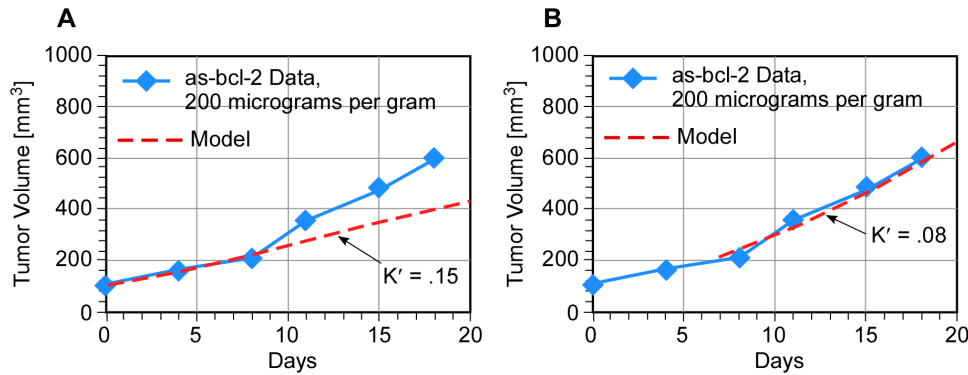 A
1000
800
600
400
200
0
Tumor Volume [mm³]
as-bcl-2 Data,
200 micrograms per gram
Model
K′ = .15
0 5 10 15 20
Days
B
1000
800
600
400
200
0
Tumor Volume [mm³]
as-bcl-2 Data,
200 micrograms per gram
Model
K′ = .08
0 5 10 15 20
Days